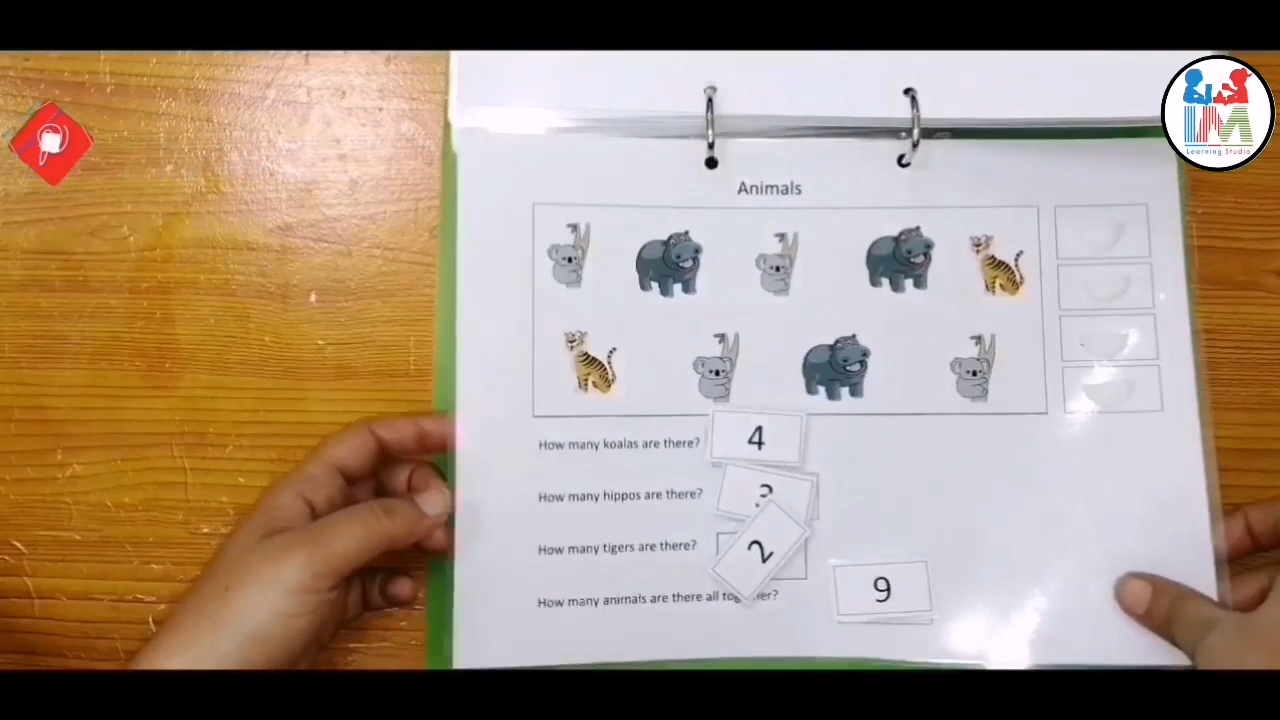 Learning Studio
Animals
How many koalas are there? 4
How many hippos are there?
How many tigers are there? 2
How many animals are there all 9